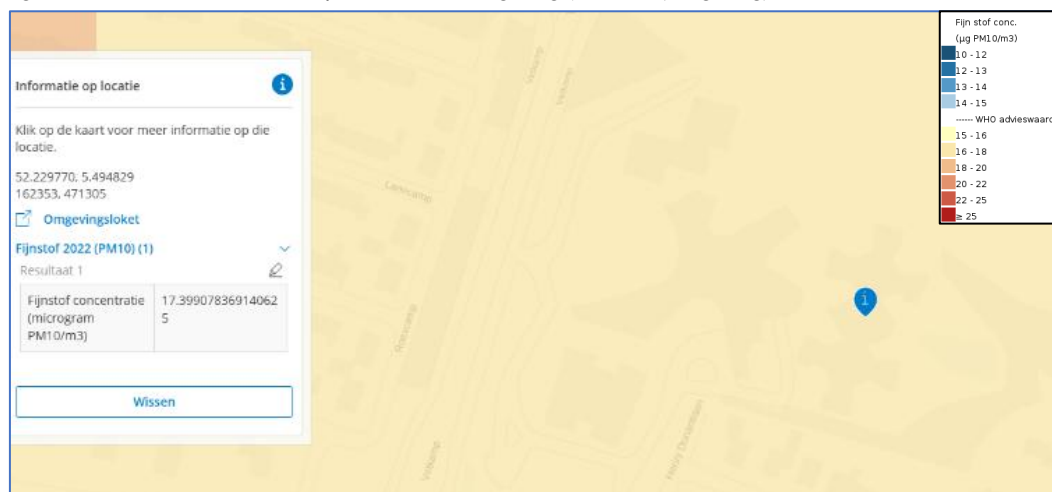 Informatie op locatie
Klik op de kaart voor meer informatie op die
locatie.
52.229770, 5.494829
162353, 471305
Omgevingsloket
Fijnstof 2022 (PM10) (1)
Resultaat 1
Fijnstof concentratie
(microgram
PM10/m3)
17.39907836914062
5
Wissen
Fijn stof conc.
(µg PM10/m3)
10 - 12
12 - 13
13 - 14
14 - 15
------ WHO advieswaard
15 - 16
16 - 18
18 - 20
20 - 22
22 - 25
≥ 25